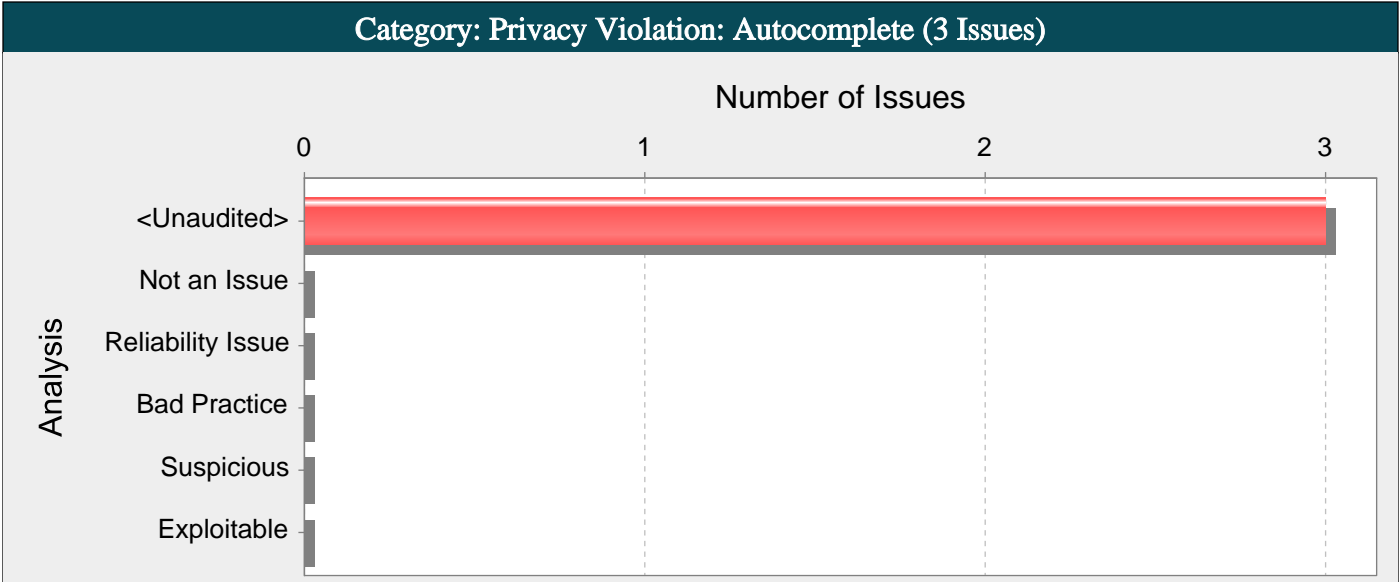 Category: Privacy Violation: Autocomplete (3 Issues)
Number of Issues
0 1 2 3
<Unaudited>
Not an Issue
Reliability Issue
Bad Practice
Suspicious
Exploitable
Analysis